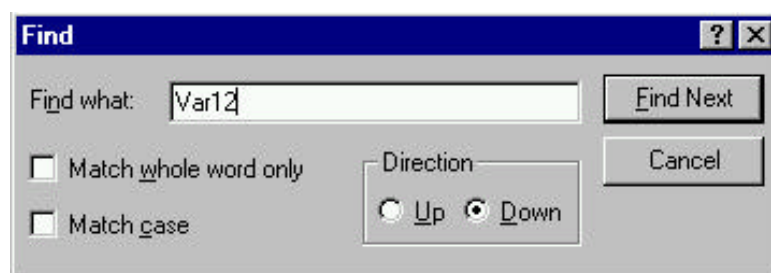 Find
Find what: Var12 Find Next
Match whole word only Direction Cancel
Match case Up Down